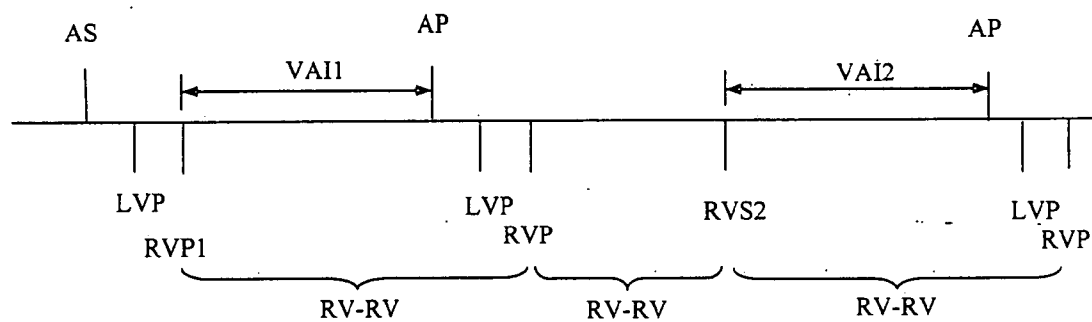 AS
AP
AP
VAI1
VAI2
LVP
LVP
RVS2
LVP
RVP1
RVP
RVP
RV-RV
RV-RV
RV-RV